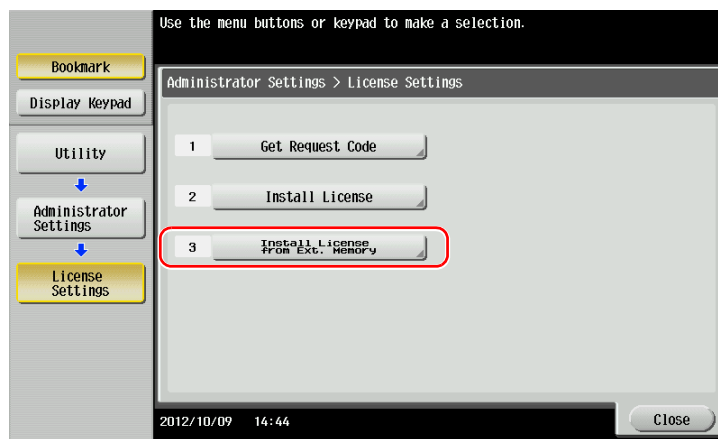 Use the menu buttons or keypad to make a selection.
Bookmark
Display Keypad
Utility
Administrator
Settings
License
Settings
Administrator Settings > License Settings
1 Get Request Code
2 Install License
3 Install License
from Ext. Memory
2012/10/09 14:44
Close